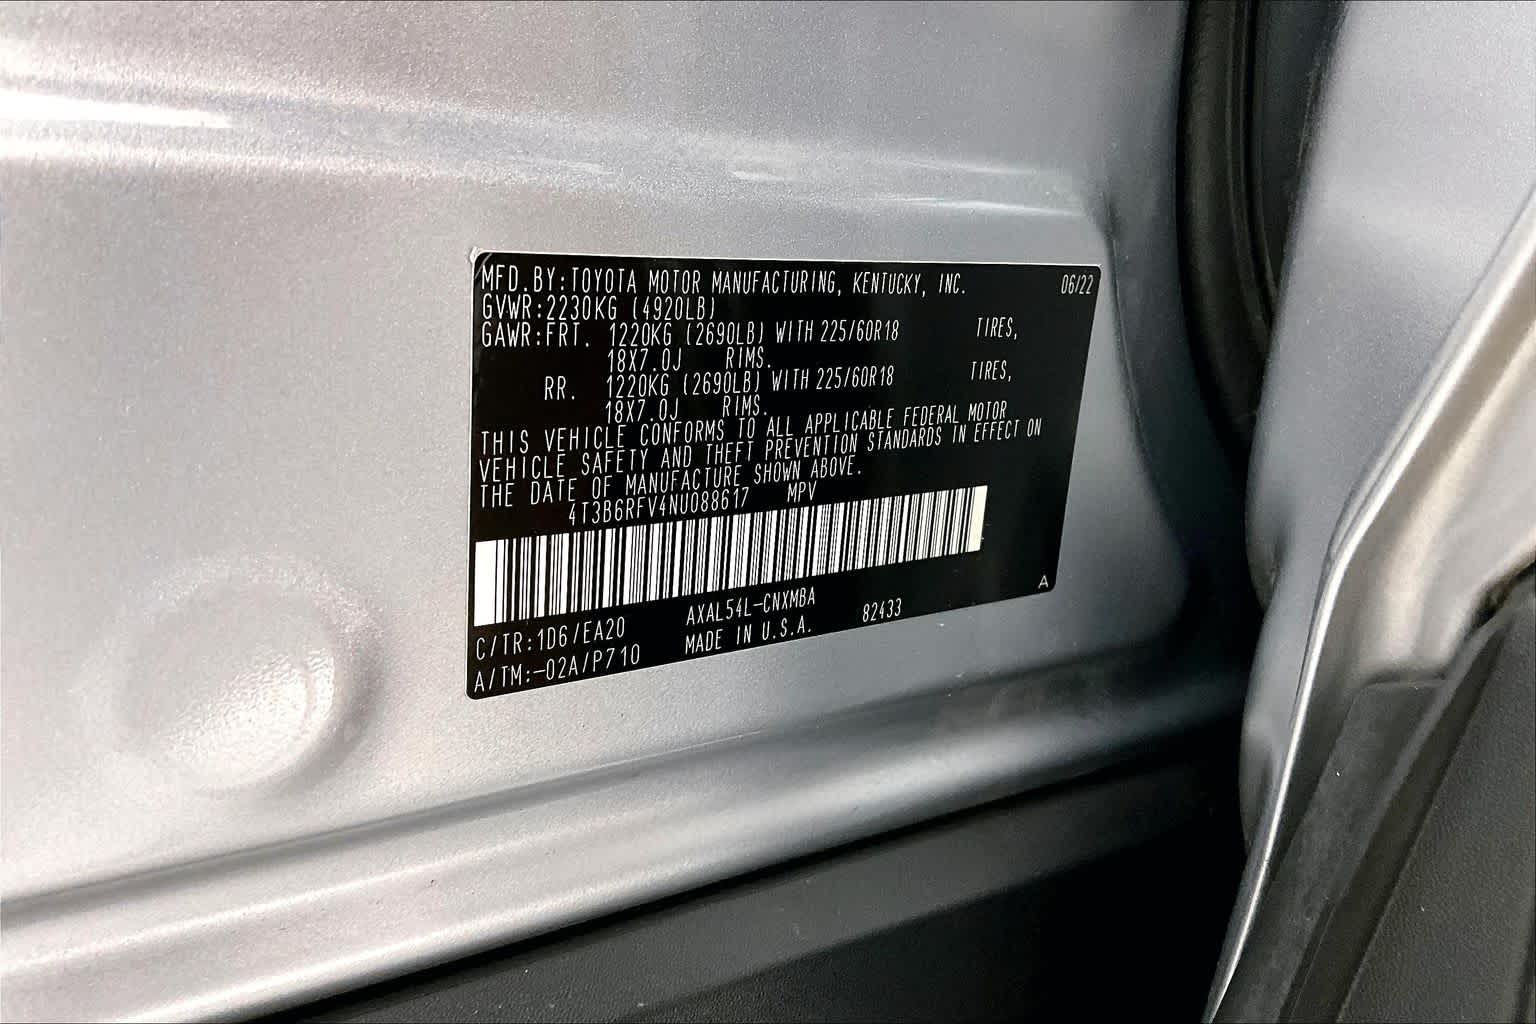 MFD.BY:TOYOTA MOTOR MANUFACTURING, KENTUCKY, INC. 06/22
GVWR:2230KG (4920LB)
GAWR:FRT. 1220KG (2690LB) WITH 225/60R18 TIRES,
18X7.0J RIMS.
RR. 1220KG (2690LB) WITH 225/60R18 TIRES,
18X7.0J RIMS.
THIS VEHICLE CONFORMS TO ALL APPLICABLE FEDERAL MOTOR
VEHICLE SAFETY AND THEFT PREVENTION STANDARDS IN EFFECT ON
THE DATE OF MANUFACTURE SHOWN ABOVE.
4T3B6RFV4NU088617 MPV
C/TR:1D6/EA20 AXAL54L-CNXMBA 82433 A
A/TM:-02A/P710 MADE IN U.S.A.